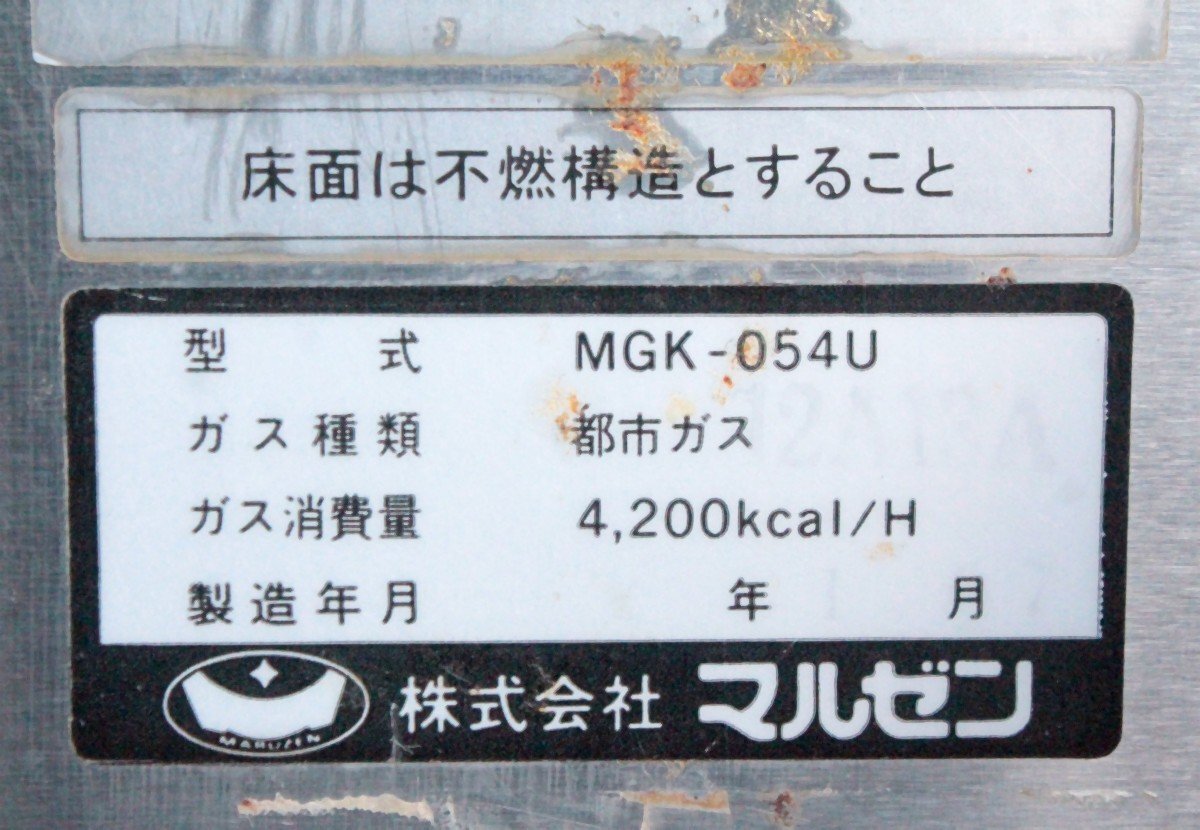 床面は不燃構造とすること
型式 MGK-054U
ガス種類 都市ガス
ガス消費量 4,200kcal/H
製造年月 年 月
MARUZEN 株式会社 マルゼン